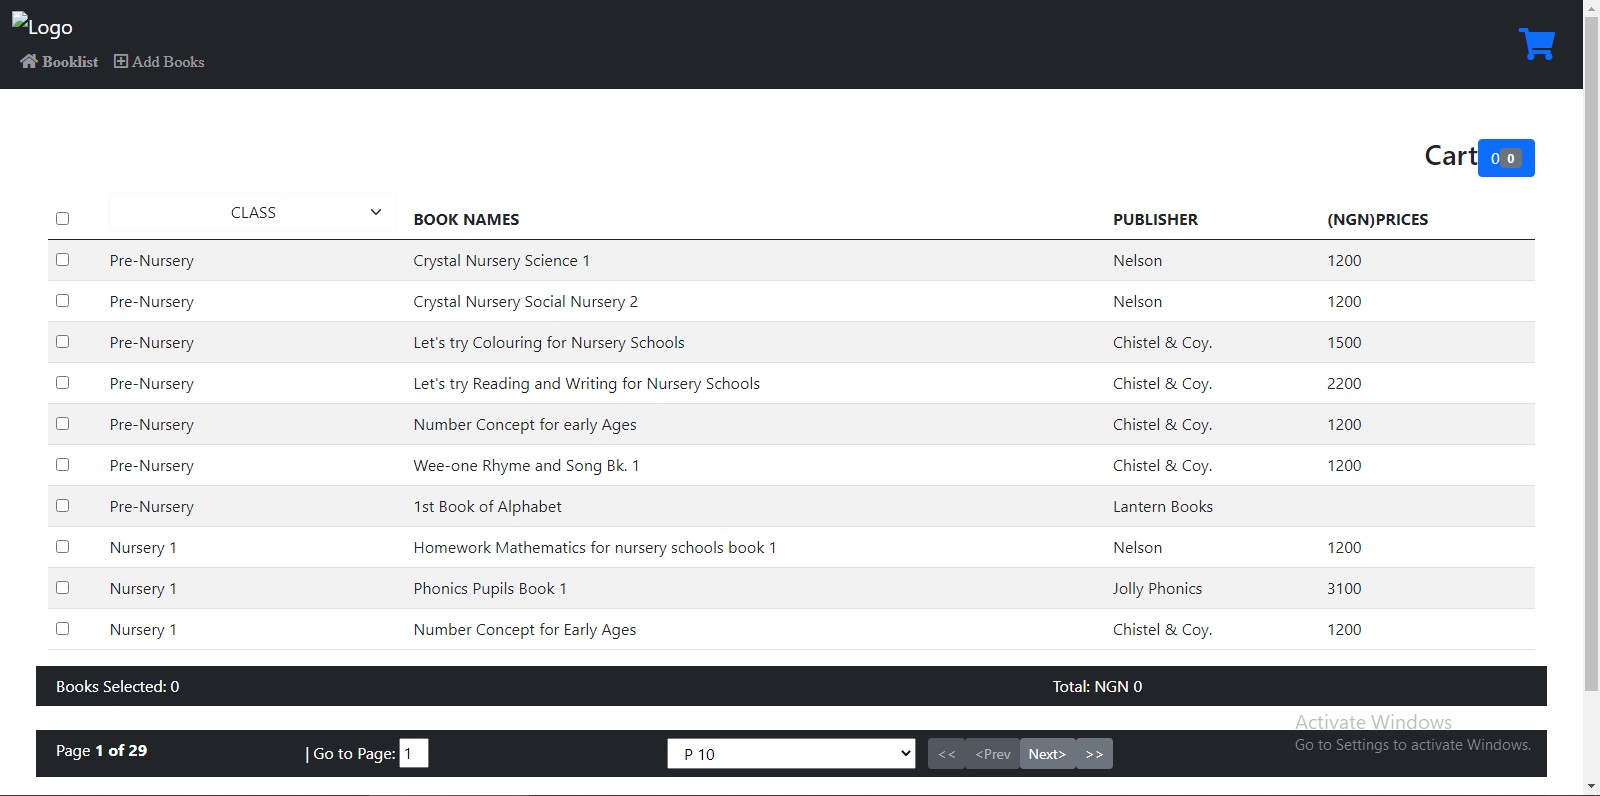 Logo
Booklist Add Books
Cart 0 0
CLASS BOOK NAMES PUBLISHER (NGN)PRICES
Pre-Nursery Crystal Nursery Science 1 Nelson 1200
Pre-Nursery Crystal Nursery Social Nursery 2 Nelson 1200
Pre-Nursery Let's try Colouring for Nursery Schools Chistel & Coy. 1500
Pre-Nursery Let's try Reading and Writing for Nursery Schools Chistel & Coy. 2200
Pre-Nursery Number Concept for early Ages Chistel & Coy. 1200
Pre-Nursery Wee-one Rhyme and Song Bk. 1 Chistel & Coy. 1200
Pre-Nursery 1st Book of Alphabet Lantern Books
Nursery 1 Homework Mathematics for nursery schools book 1 Nelson 1200
Nursery 1 Phonics Pupils Book 1 Jolly Phonics 3100
Nursery 1 Number Concept for Early Ages Chistel & Coy. 1200
Books Selected: 0 Total: NGN 0
Activate Windows
Go to Settings to activate Windows.
Page 1 of 29 | Go to Page: 1 P 10 << <Prev Next> >>